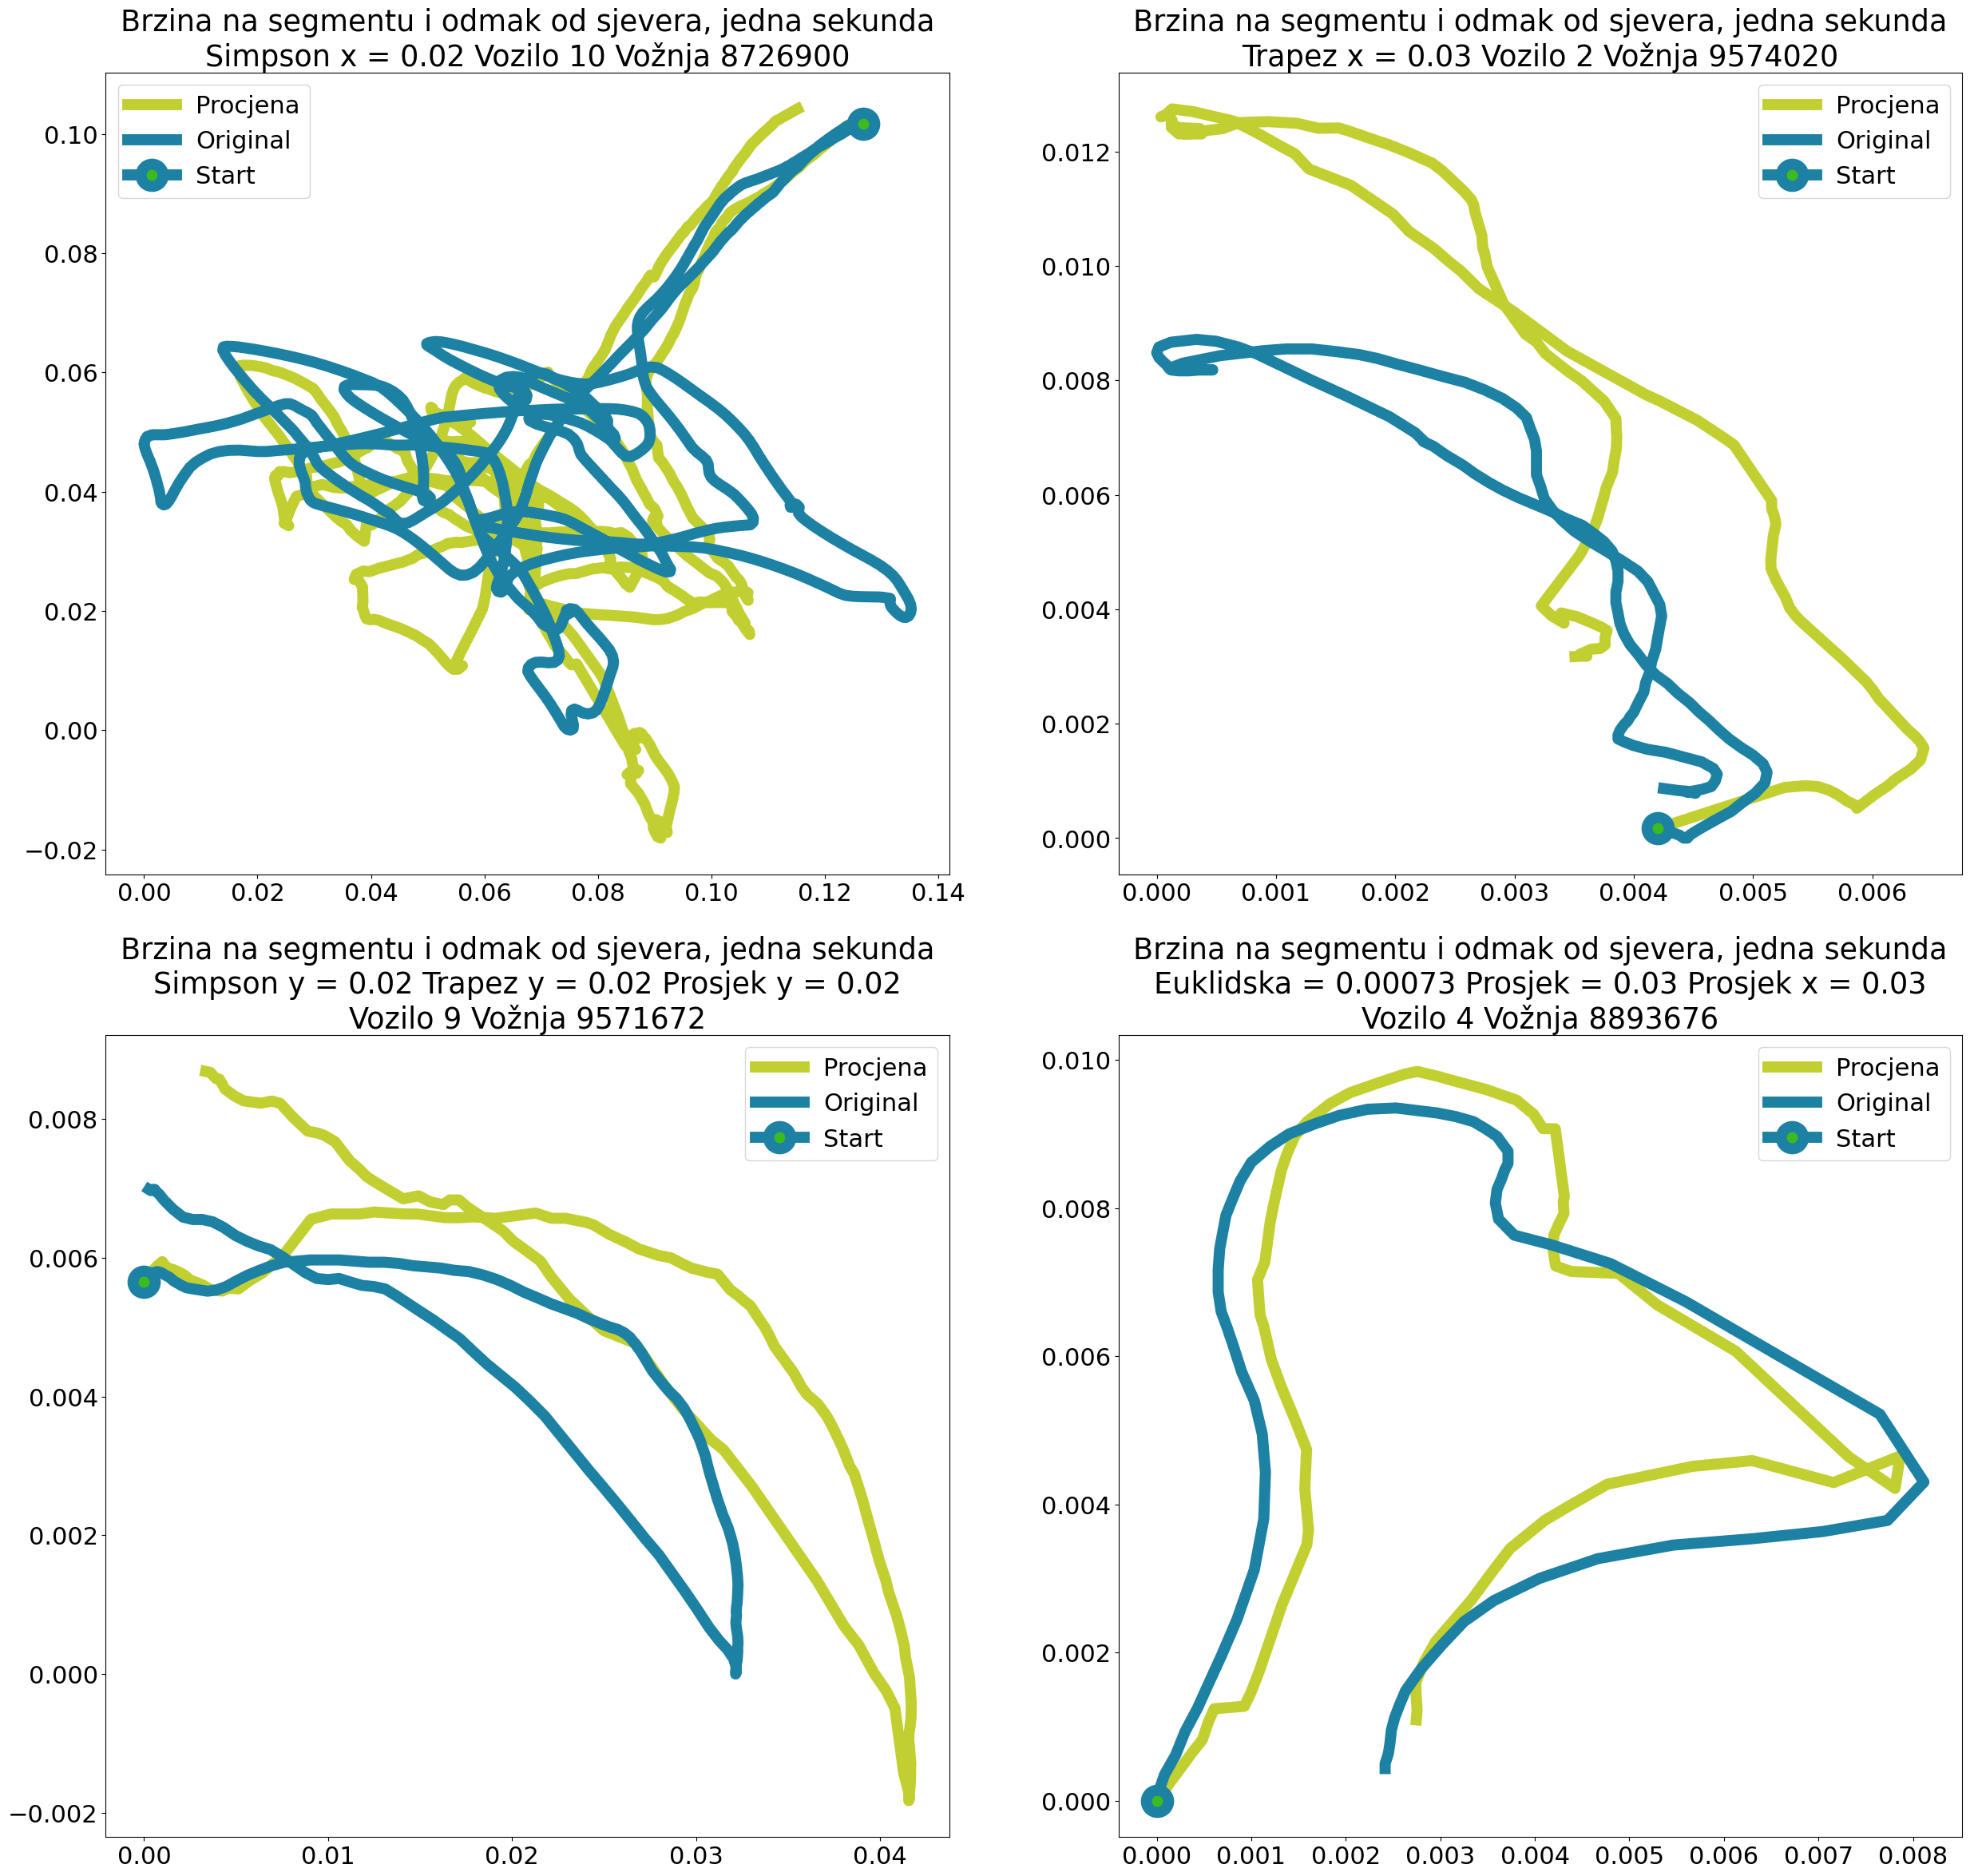 Brzina na segmentu i odmak od sjevera, jedna sekunda
Simpson x = 0.02 Vozilo 10 Vožnja 8726900
Procjena
Original
Start
0.10
0.08
0.06
0.04
0.02
0.00
−0.02
0.00 0.02 0.04 0.06 0.08 0.10 0.12 0.14
Brzina na segmentu i odmak od sjevera, jedna sekunda
Trapez x = 0.03 Vozilo 2 Vožnja 9574020
Procjena
Original
Start
0.012
0.010
0.008
0.006
0.004
0.002
0.000
0.000 0.001 0.002 0.003 0.004 0.005 0.006
Brzina na segmentu i odmak od sjevera, jedna sekunda
Simpson y = 0.02 Trapez y = 0.02 Prosjek y = 0.02
Vozilo 9 Vožnja 9571672
Procjena
Original
Start
0.008
0.006
0.004
0.002
0.000
−0.002
0.00 0.01 0.02 0.03 0.04
Brzina na segmentu i odmak od sjevera, jedna sekunda
Euklidska = 0.00073 Prosjek = 0.03 Prosjek x = 0.03
Vozilo 4 Vožnja 8893676
Procjena
Original
Start
0.010
0.008
0.006
0.004
0.002
0.000
0.000 0.001 0.002 0.003 0.004 0.005 0.006 0.007 0.008